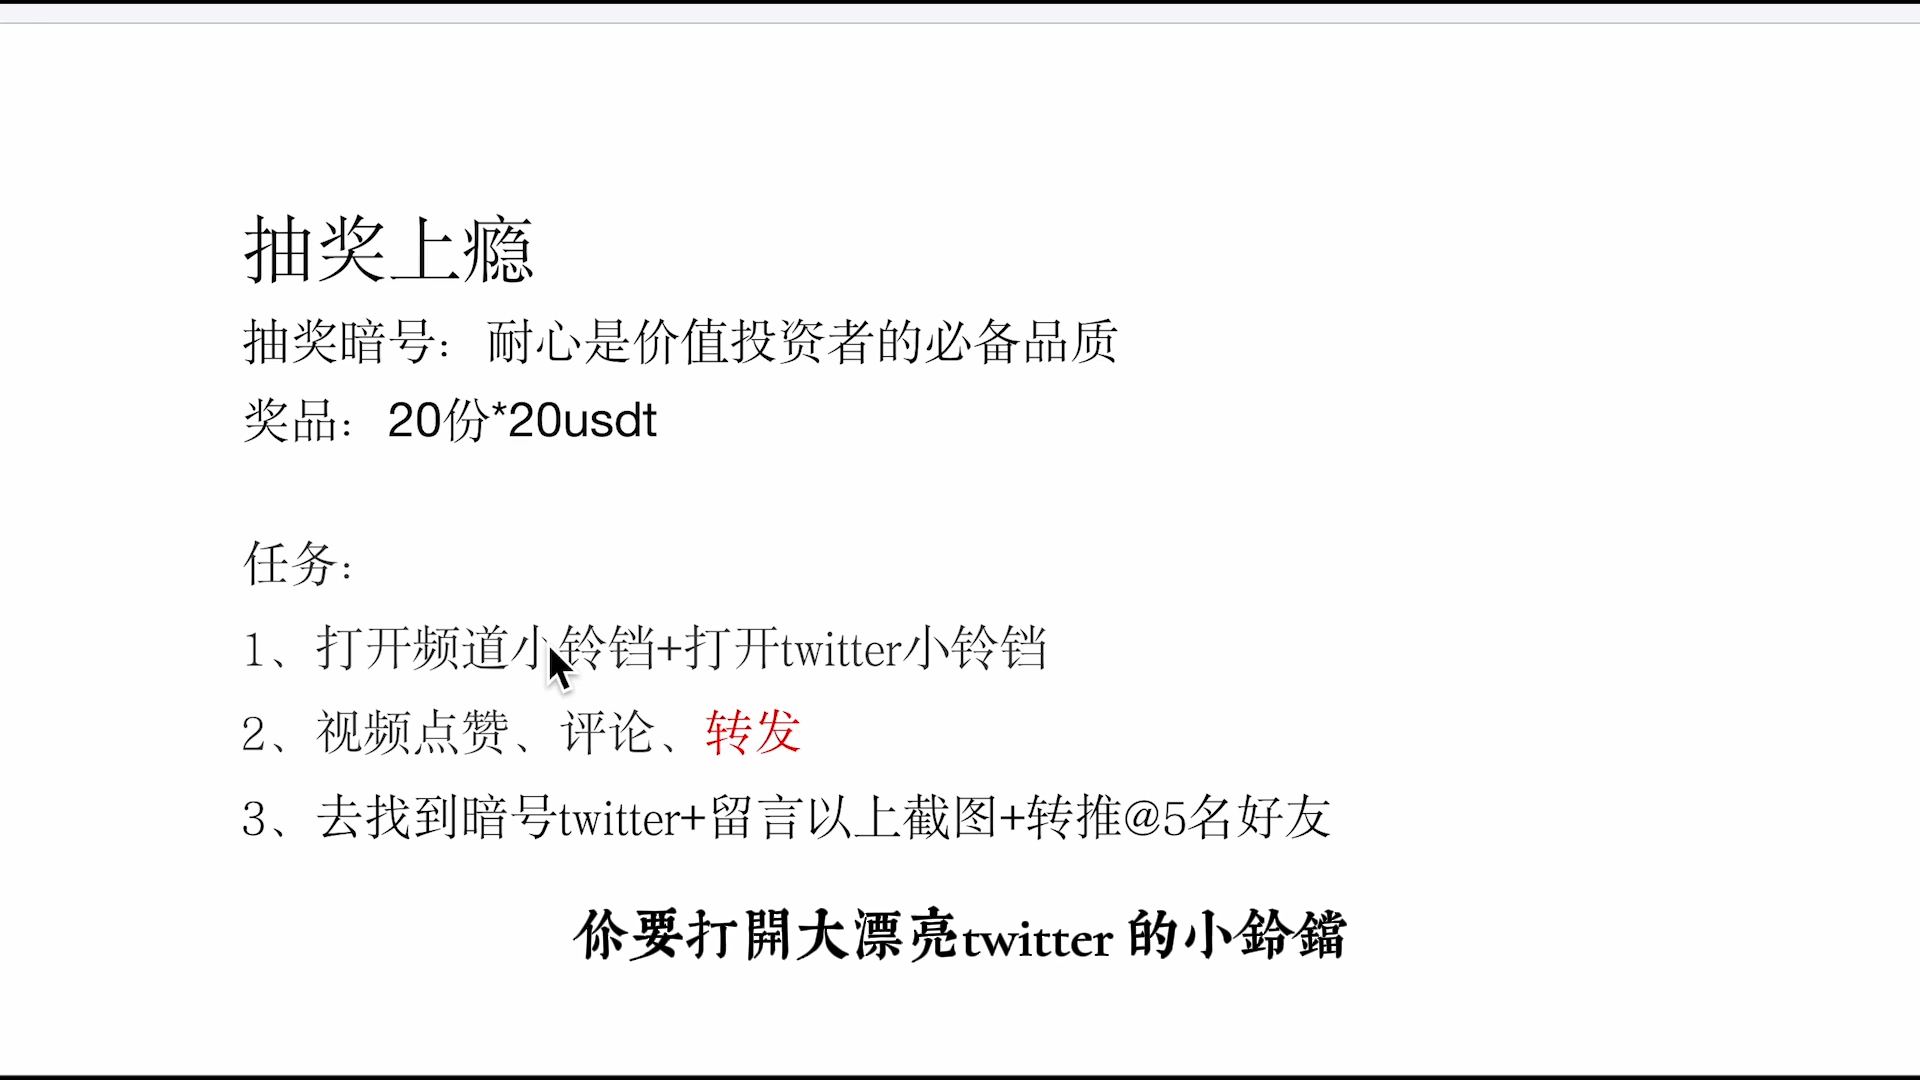 抽奖上瘾
抽奖暗号：耐心是价值投资者的必备品质
奖品：20份*20usdt
任务：
1、打开频道小铃铛+打开twitter小铃铛
2、视频点赞、评论、转发
3、去找到暗号twitter+留言以上截图+转推@5名好友
你要打開大漂亮twitter 的小鈴鐺